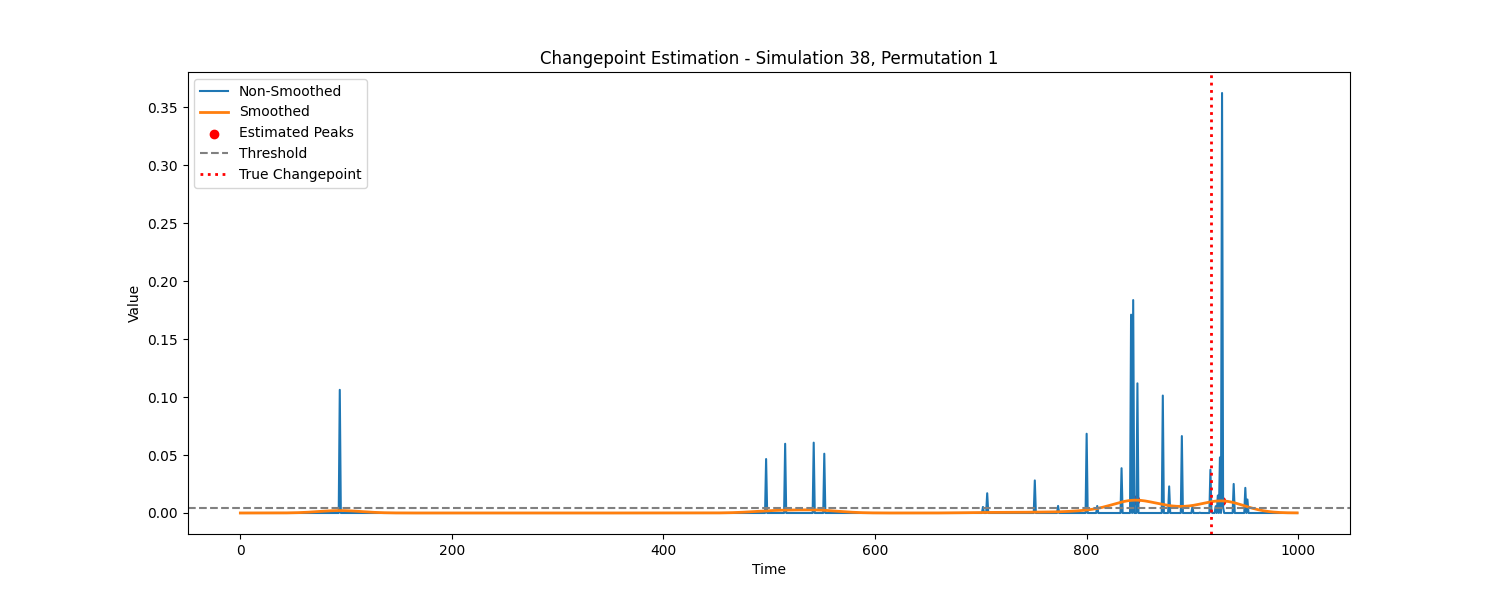 Changepoint Estimation - Simulation 38, Permutation 1
Non-Smoothed
Smoothed
Estimated Peaks
Threshold
True Changepoint
0.35
0.30
0.25
0.20
0.15
0.10
0.05
0.00
Value
0 200 400 600 800 1000
Time